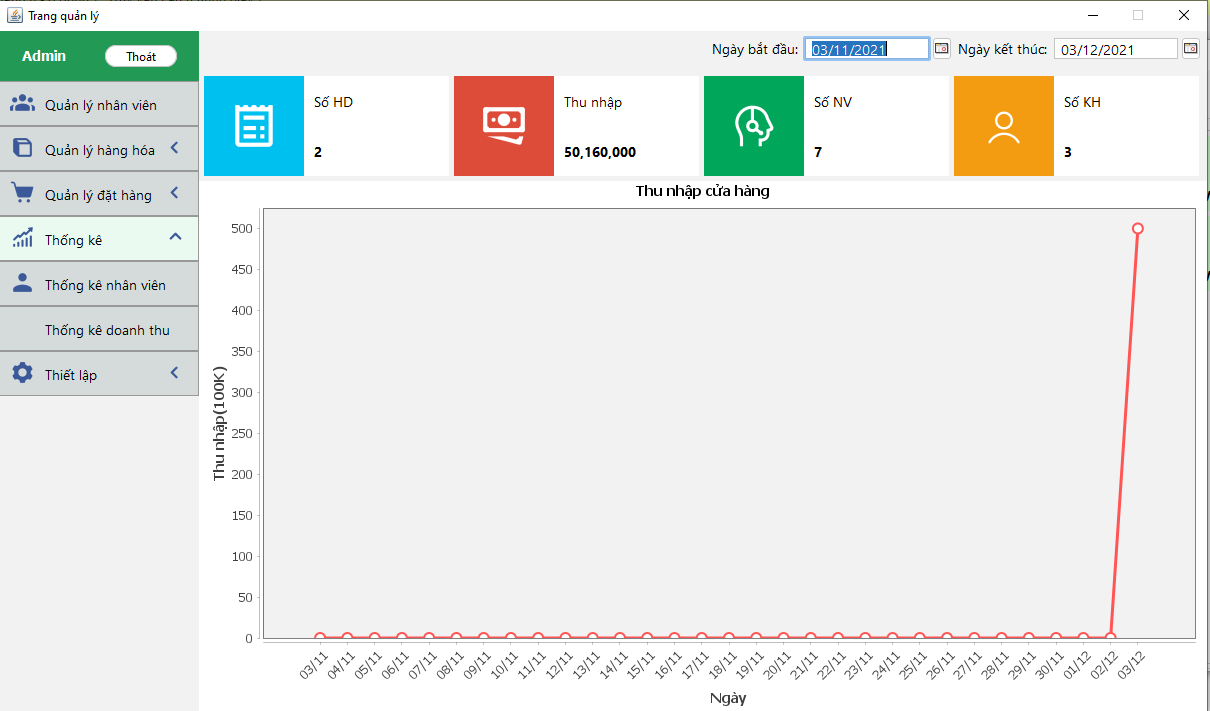 Trang quản lý
Admin
Thoát
Ngày bắt đầu:
03/11/2021
Ngày kết thúc:
03/12/2021
Quản lý nhân viên
Quản lý hàng hóa
Quản lý đặt hàng
Thống kê
Thống kê nhân viên
Thống kê doanh thu
Thiết lập
Số HD
2
Thu nhập
50,160,000
Số NV
7
Số KH
3
Thu nhập cửa hàng
Thu nhập(100K)
500
450
400
350
300
250
200
150
100
50
0
03/11
04/11
05/11
06/11
07/11
08/11
09/11
10/11
11/11
12/11
13/11
14/11
15/11
16/11
17/11
18/11
19/11
20/11
21/11
22/11
23/11
24/11
25/11
26/11
27/11
28/11
29/11
30/11
01/12
02/12
03/12
Ngày